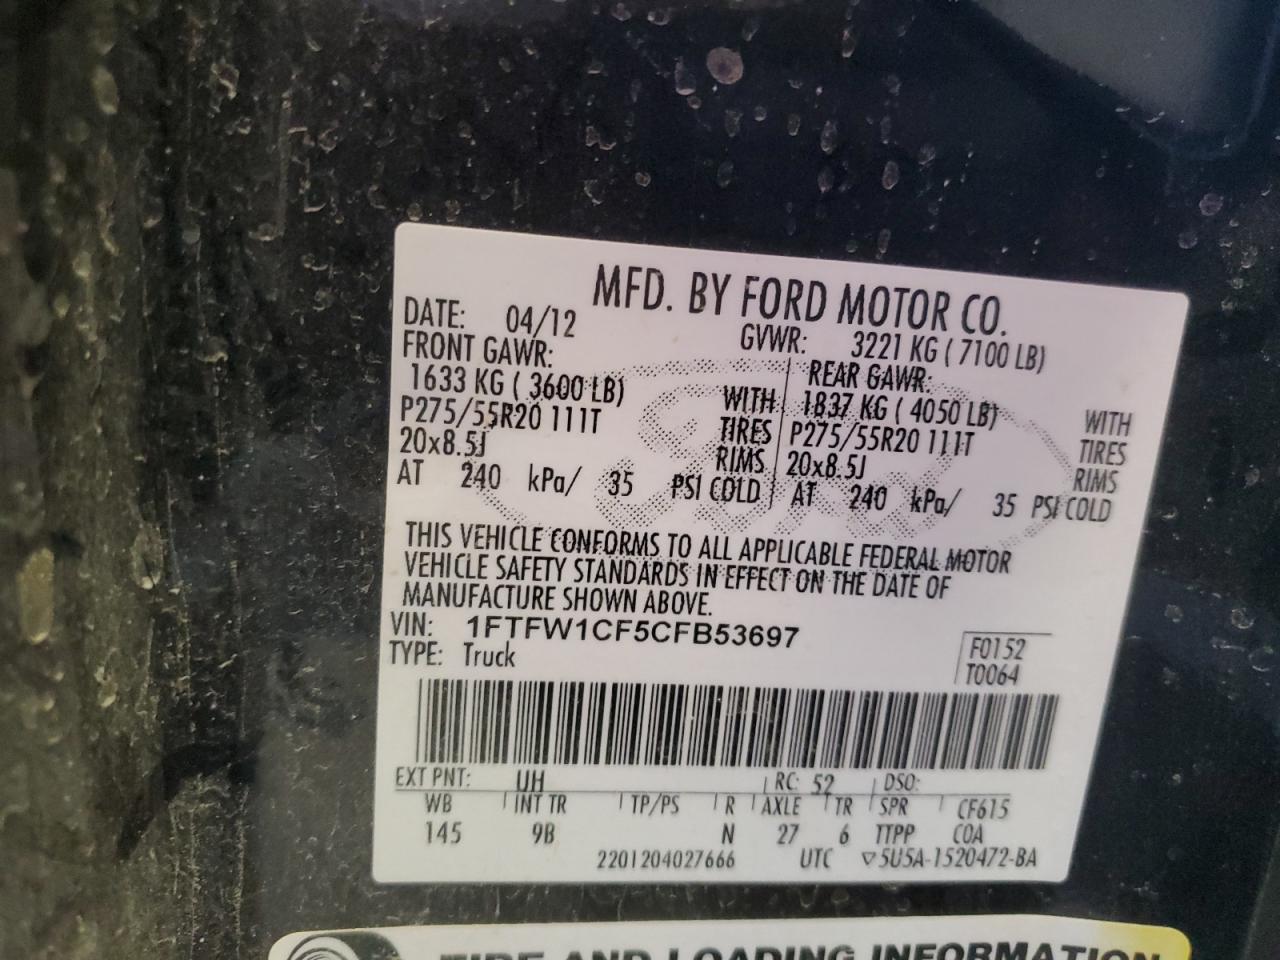 MFD. BY FORD MOTOR CO.
DATE: 04/12 GVWR: 3221 KG ( 7100 LB)
FRONT GAWR: REAR GAWR:
1633 KG ( 3600 LB) WITH 1837 KG ( 4050 LB) WITH
P275/55R20 111T TIRES P275/55R20 111T TIRES
20x8.5J RIMS 20x8.5J RIMS
AT 240 kPa/ 35 PSI COLD AT 240 kPa/ 35 PSI COLD
THIS VEHICLE CONFORMS TO ALL APPLICABLE FEDERAL MOTOR
VEHICLE SAFETY STANDARDS IN EFFECT ON THE DATE OF
MANUFACTURE SHOWN ABOVE.
VIN: 1FTFW1CF5CFB53697
TYPE: Truck F0152
T0064
EXT PNT: UH RC: 52 DSO:
WB INT TR TP/PS R AXLE TR SPR CF615
145 9B N 27 6 TTPP COA
2201204027666 UTC ▽5U5A-1520472-BA
TIRE AND LOADING INFORMATION